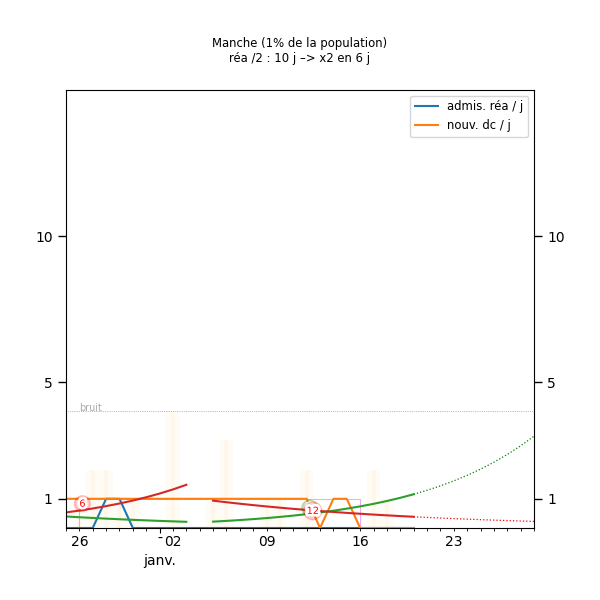 Manche (1% de la population)
réa /2 : 10 j –> x2 en 6 j
admis. réa / j
nouv. dc / j
10 10
5 5
bruit
1 1
6
12
26 02 09 16 23
janv.